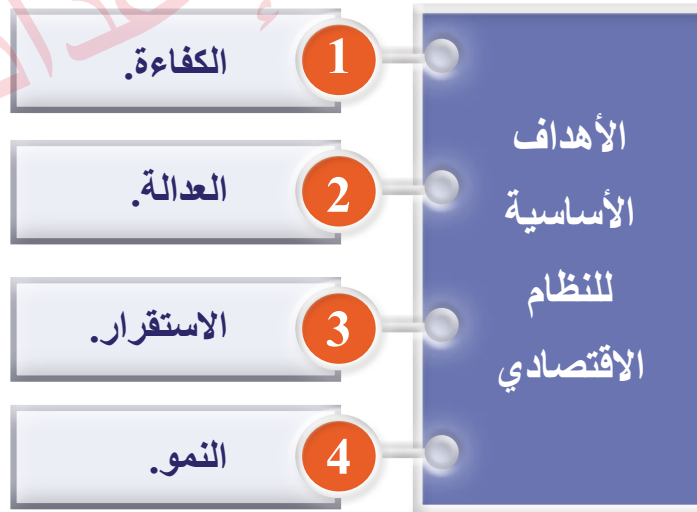 الأهداف
الأساسية
للنظام
الاقتصادي
1 الكفاءة.
2 العدالة.
3 الاستقرار.
4 النمو.